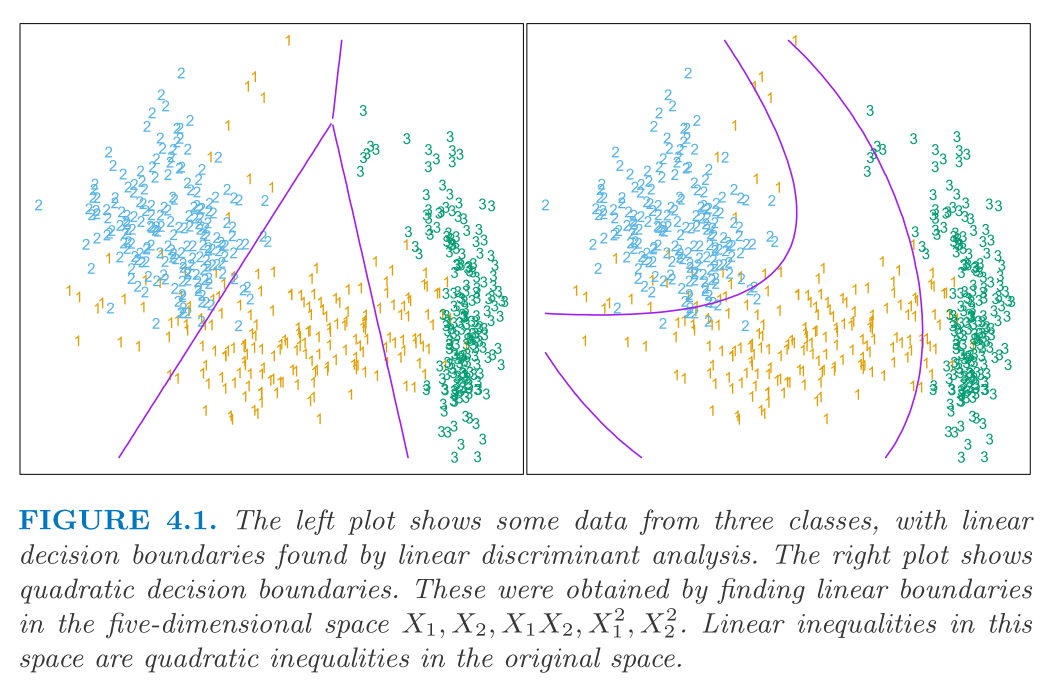 FIGURE 4.1. The left plot shows some data from three classes, with linear
decision boundaries found by linear discriminant analysis. The right plot shows
quadratic decision boundaries. These were obtained by finding linear boundaries
in the five-dimensional space X₁, X₂, X₁X₂, X₁², X₂². Linear inequalities in this
space are quadratic inequalities in the original space.